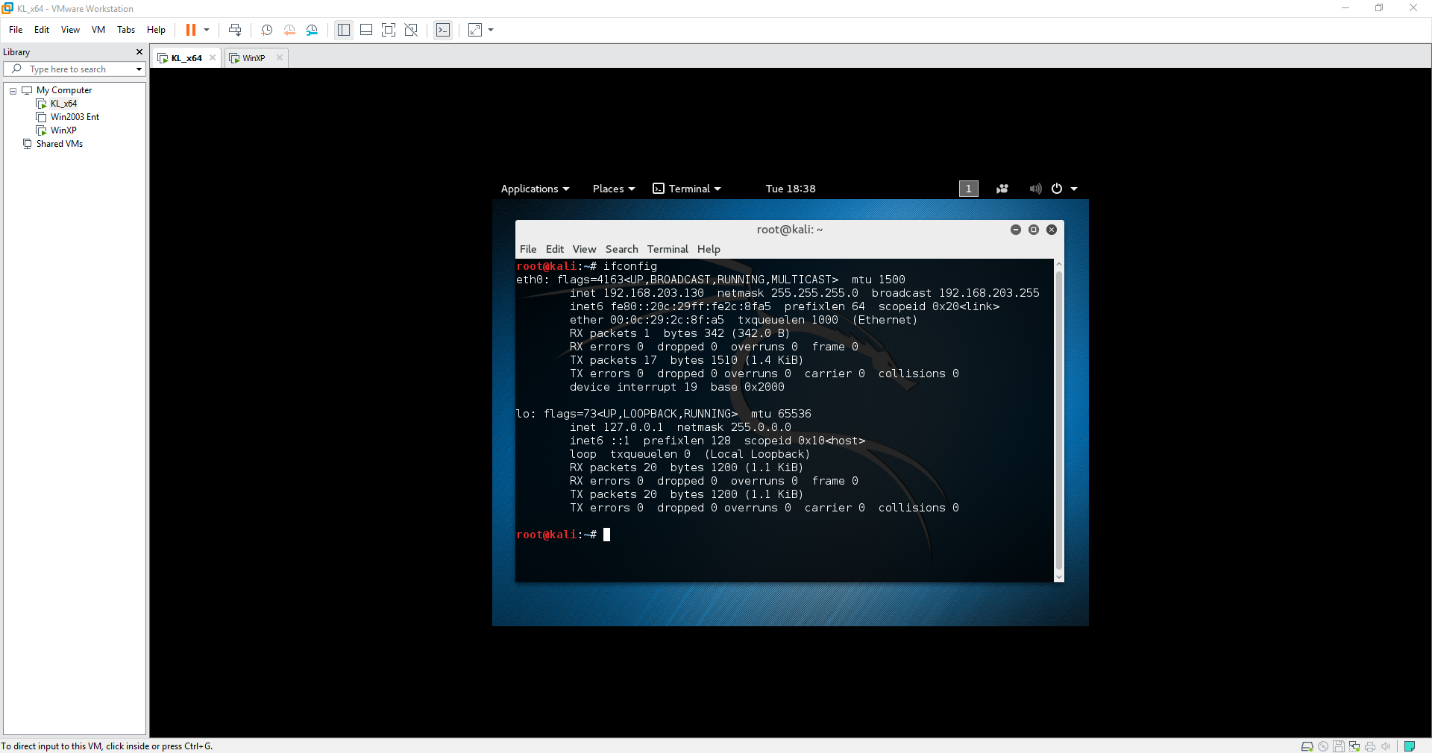 KL_x64 - VMware Workstation
File Edit View VM Tabs Help
Library
Type here to search
My Computer
KL_x64
Win2003 Ent
WinXP
Shared VMs
KL_x64 WinXP
Applications Places Terminal Tue 18:38 1
root@kali: ~
File Edit View Search Terminal Help
root@kali:~# ifconfig
eth0: flags=4163<UP,BROADCAST,RUNNING,MULTICAST>  mtu 1500
        inet 192.168.203.130  netmask 255.255.255.0  broadcast 192.168.203.255
        inet6 fe80::20c:29ff:fe2c:8fa5  prefixlen 64  scopeid 0x20<link>
        ether 00:0c:29:2c:8f:a5  txqueuelen 1000  (Ethernet)
        RX packets 1  bytes 342 (342.0 B)
        RX errors 0  dropped 0  overruns 0  frame 0
        TX packets 17  bytes 1510 (1.4 KiB)
        TX errors 0  dropped 0 overruns 0  carrier 0  collisions 0
        device interrupt 19  base 0x2000
lo: flags=73<UP,LOOPBACK,RUNNING>  mtu 65536
        inet 127.0.0.1  netmask 255.0.0.0
        inet6 ::1  prefixlen 128  scopeid 0x10<host>
        loop  txqueuelen 0  (Local Loopback)
        RX packets 20  bytes 1200 (1.1 KiB)
        RX errors 0  dropped 0  overruns 0  frame 0
        TX packets 20  bytes 1200 (1.1 KiB)
        TX errors 0  dropped 0 overruns 0  carrier 0  collisions 0
root@kali:~#
To direct input to this VM, click inside or press Ctrl+G.